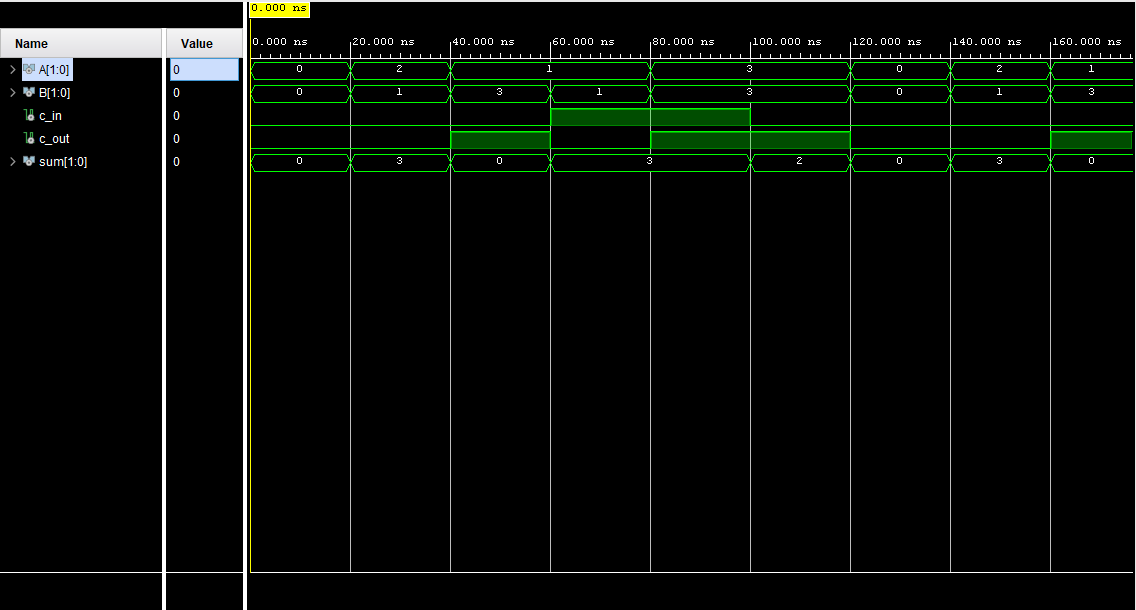 0.000 ns
Name Value
0.000 ns 20.000 ns 40.000 ns 60.000 ns 80.000 ns 100.000 ns 120.000 ns 140.000 ns 160.000 ns
A[1:0] 0 0 2 1 3 0 2 1
B[1:0] 0 0 1 3 1 3 0 1 3
c_in 0
c_out 0
sum[1:0] 0 0 3 0 3 2 0 3 0